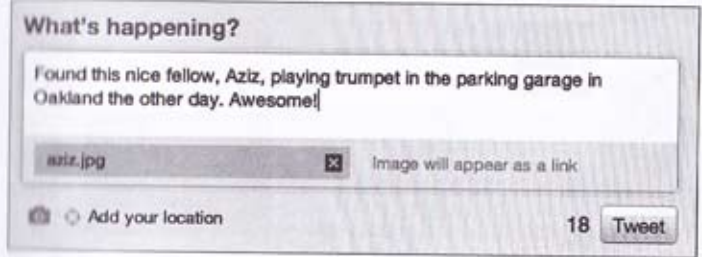 What's happening?
Found this nice fellow, Aziz, playing trumpet in the parking garage in
Oakland the other day. Awesome!
aziz.jpg
Image will appear as a link
Add your location
18
Tweet